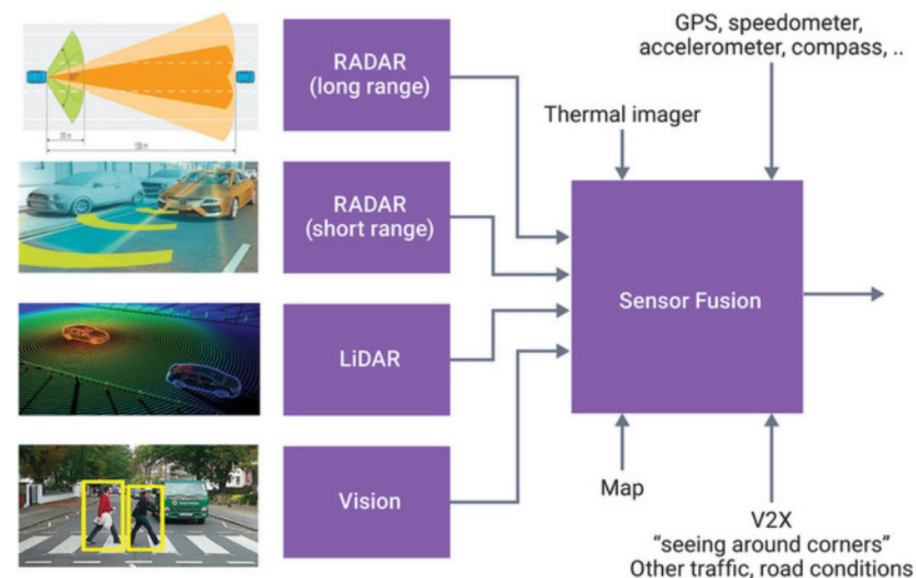 RADAR
(long range)
GPS, speedometer,
accelerometer, compass, ..
Thermal imager
RADAR
(short range)
Sensor Fusion
LiDAR
Vision
Map
V2X
“seeing around corners”
Other traffic, road conditions